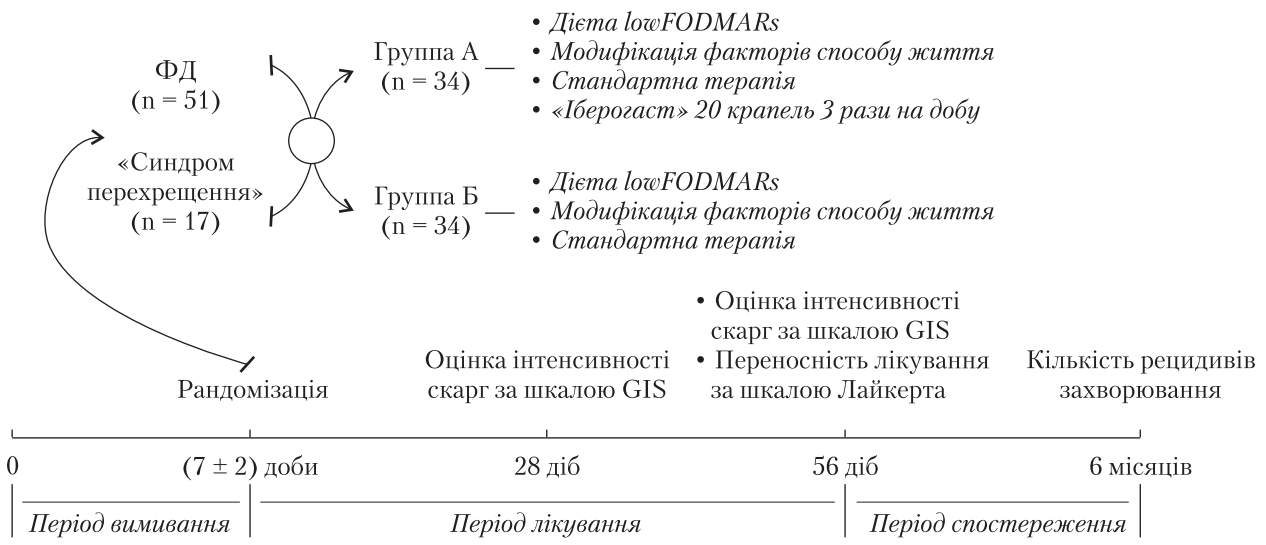 ФД
(n = 51)
«Синдром
перехрещення»
(n = 17)
Группа А
(n = 34)
• Дієта lowFODMARs
• Модифікація факторів способу життя
• Стандартна терапія
• «Іберогаст» 20 крапель 3 рази на добу
Группа Б
(n = 34)
• Дієта lowFODMARs
• Модифікація факторів способу життя
• Стандартна терапія
Рандомізація
Оцінка інтенсивності
скарг за шкалою GIS
• Оцінка інтенсивності
скарг за шкалою GIS
• Переносність лікування
за шкалою Лайкерта
Кількість рецидивів
захворювання
0
(7 ± 2) доби
28 діб
56 діб
6 місяців
Період вимивання
Період лікування
Період спостереження